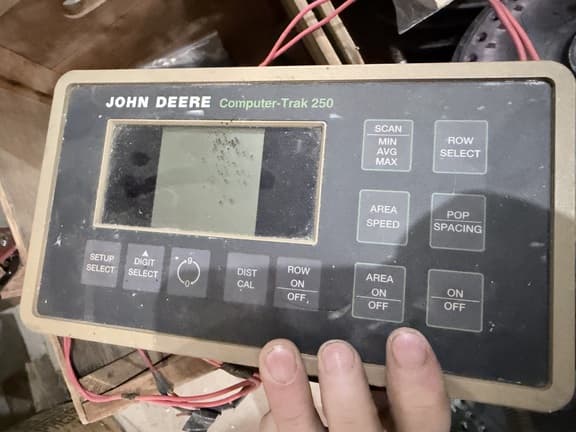 JOHN DEERE Computer-Trak 250
SCAN
MIN
AVG
MAX
ROW
SELECT
AREA
SPEED
POP
SPACING
SETUP
SELECT
DIGIT
SELECT
9
0
DIST
CAL
ROW
ON
OFF
AREA
ON
OFF
ON
OFF